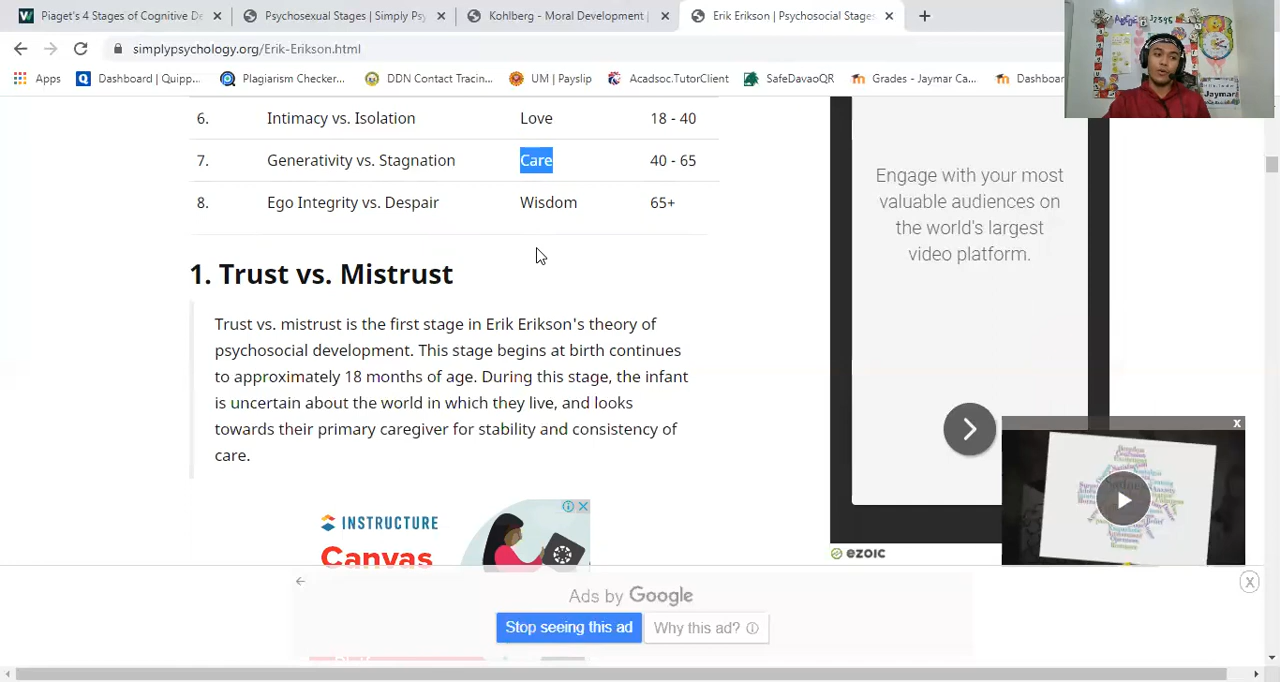 Piaget's 4 Stages of Cognitive De
Psychosexual Stages | Simply Psy
Kohlberg - Moral Development
Erik Erikson | Psychosocial Stages
simplypsychology.org/Erik-Erikson.html
Apps
Dashboard | Quipp...
Plagiarism Checker...
DDN Contact Tracin...
UM | Payslip
Acadsoc.TutorClient
SafeDavaoQR
Grades - Jaymar Ca...
Dashboar
Jaymar
6. Intimacy vs. Isolation Love 18 - 40
7. Generativity vs. Stagnation Care 40 - 65
8. Ego Integrity vs. Despair Wisdom 65+
1. Trust vs. Mistrust
Trust vs. mistrust is the first stage in Erik Erikson's theory of
psychosocial development. This stage begins at birth continues
to approximately 18 months of age. During this stage, the infant
is uncertain about the world in which they live, and looks
towards their primary caregiver for stability and consistency of
care.
Engage with your most
valuable audiences on
the world's largest
video platform.
x
ezoic
INSTRUCTURE
Canvas
Ads by Google
Stop seeing this ad
Why this ad?
X